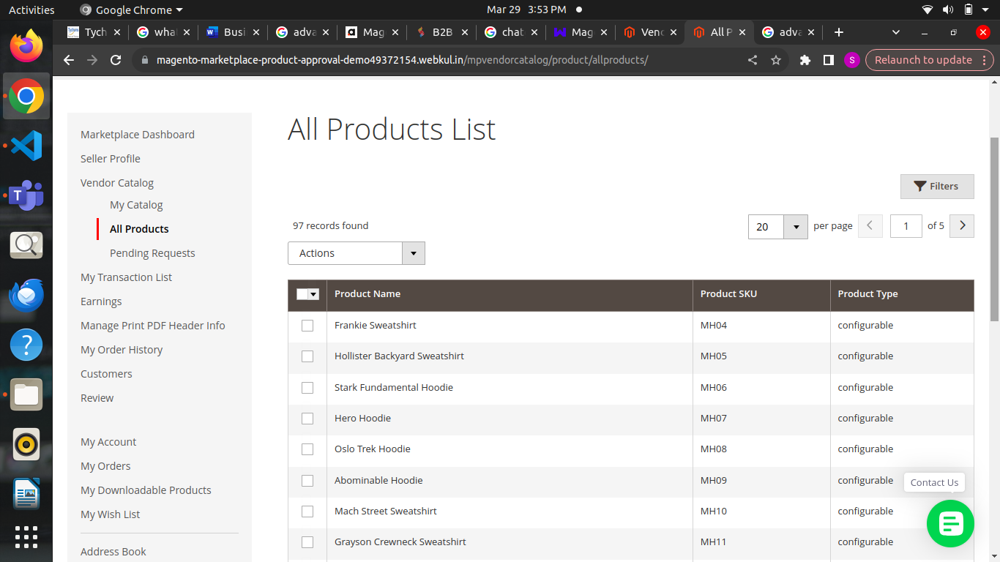 Activities
Google Chrome
Mar 29 3:53 PM
Tych
wha
Busi
adva
Mag
B2B
chat
Mag
Venc
All P
adva
magento-marketplace-product-approval-demo49372154.webkul.in/mpvendorcatalog/product/allproducts/
S
Relaunch to update
Marketplace Dashboard
Seller Profile
Vendor Catalog
My Catalog
All Products
Pending Requests
My Transaction List
Earnings
Manage Print PDF Header Info
My Order History
Customers
Review
My Account
My Orders
My Downloadable Products
My Wish List
Address Book
All Products List
Filters
97 records found
20 per page 1 of 5
Actions
Product Name Product SKU Product Type
Frankie Sweatshirt MH04 configurable
Hollister Backyard Sweatshirt MH05 configurable
Stark Fundamental Hoodie MH06 configurable
Hero Hoodie MH07 configurable
Oslo Trek Hoodie MH08 configurable
Abominable Hoodie MH09 configurable
Mach Street Sweatshirt MH10 configurable
Grayson Crewneck Sweatshirt MH11 configurable
Contact Us